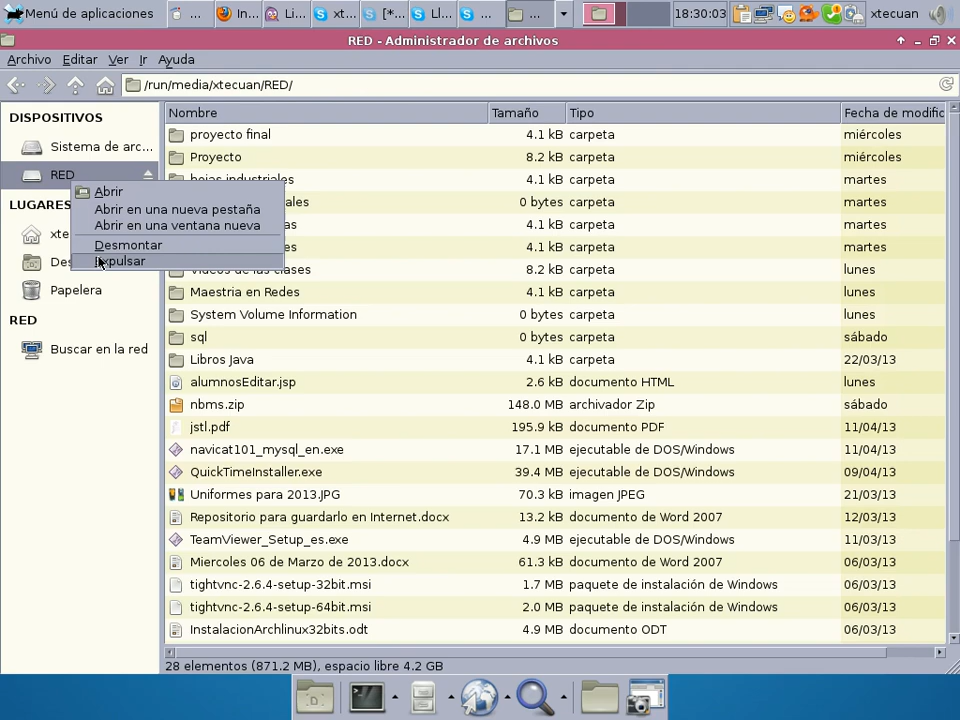 Menú de aplicaciones
...
In...
Li...
xt...
[*...
Ll...
...
...
18:30:03
xtecuan
RED - Administrador de archivos
Archivo Editar Ver Ir Ayuda
/run/media/xtecuan/RED/
DISPOSITIVOS
Sistema de arc...
RED
LUGARES
xte
Des
Papelera
RED
Buscar en la red
Abrir
Abrir en una nueva pestaña
Abrir en una ventana nueva
Desmontar
Expulsar
Nombre Tamaño Tipo Fecha de modific
proyecto final 4.1 kB carpeta miércoles
Proyecto 8.2 kB carpeta miércoles
hojas industriales 4.1 kB carpeta martes
ales 0 bytes carpeta martes
as 4.1 kB carpeta martes
es 4.1 kB carpeta martes
videos de las clases 8.2 kB carpeta lunes
Maestria en Redes 4.1 kB carpeta lunes
System Volume Information 0 bytes carpeta lunes
sql 0 bytes carpeta sábado
Libros Java 4.1 kB carpeta 22/03/13
alumnosEditar.jsp 2.6 kB documento HTML lunes
nbms.zip 148.0 MB archivador Zip sábado
jstl.pdf 195.9 kB documento PDF 11/04/13
navicat101_mysql_en.exe 17.1 MB ejecutable de DOS/Windows 11/04/13
QuickTimeInstaller.exe 39.4 MB ejecutable de DOS/Windows 09/04/13
Uniformes para 2013.JPG 70.3 kB imagen JPEG 21/03/13
Repositorio para guardarlo en Internet.docx 13.2 kB documento de Word 2007 12/03/13
TeamViewer_Setup_es.exe 4.9 MB ejecutable de DOS/Windows 11/03/13
Miercoles 06 de Marzo de 2013.docx 61.3 kB documento de Word 2007 06/03/13
tightvnc-2.6.4-setup-32bit.msi 1.7 MB paquete de instalación de Windows 06/03/13
tightvnc-2.6.4-setup-64bit.msi 2.0 MB paquete de instalación de Windows 06/03/13
InstalacionArchlinux32bits.odt 4.9 MB documento ODT 06/03/13
28 elementos (871.2 MB), espacio libre 4.2 GB